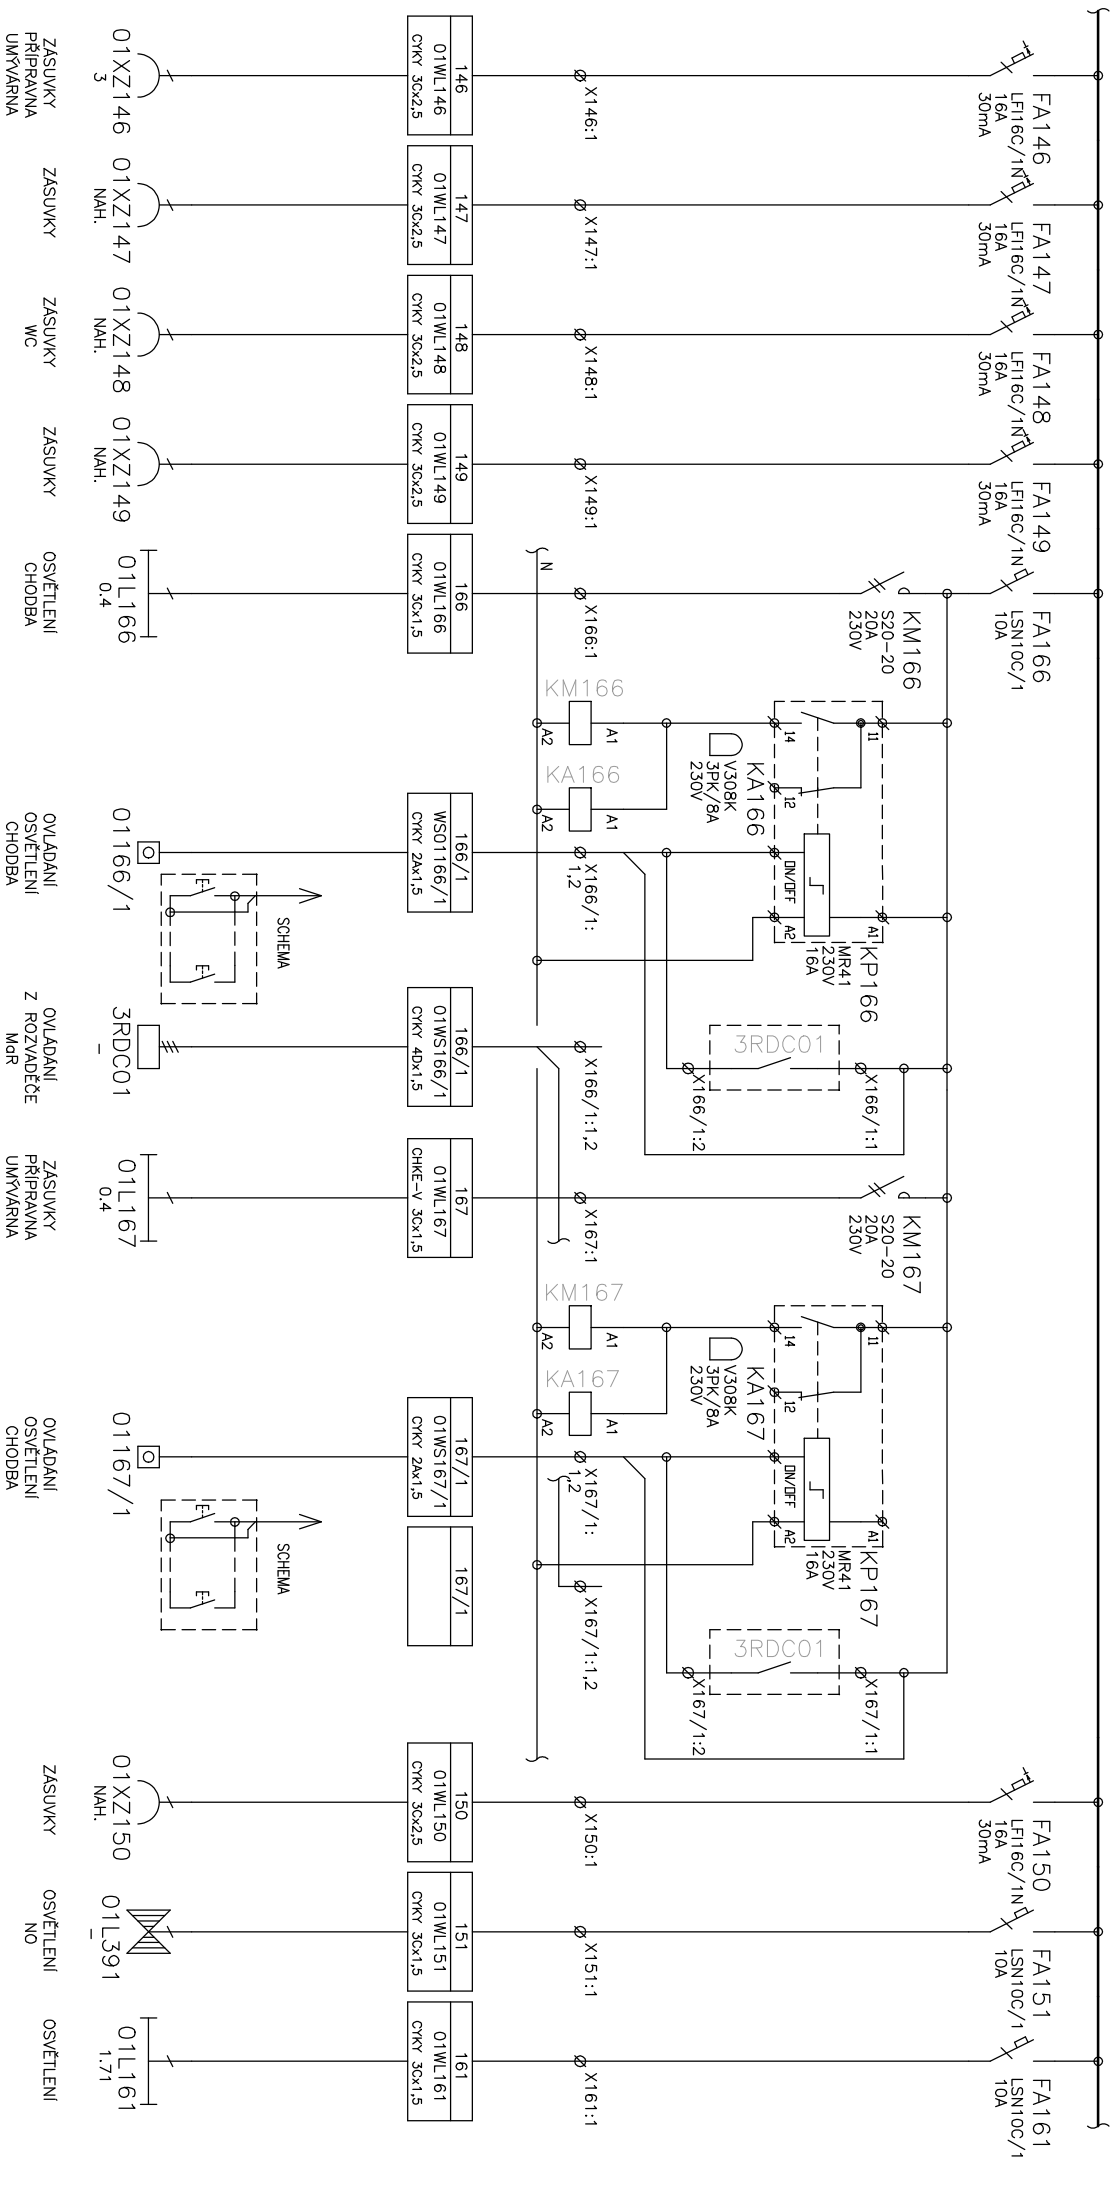 FA146
LFI16C/1N
16A
30mA
FA147
LFI16C/1N
16A
30mA
FA148
LFI16C/1N
16A
30mA
FA149
LFI16C/1N
16A
30mA
FA166
LSN10C/1
10A
FA150
LFI16C/1N
16A
30mA
FA151
LSN10C/1
10A
FA161
LSN10C/1
10A
KM166
S20-20
20A
230V
KM167
S20-20
20A
230V
11
14
12
ON/OFF
A1
A2
KP166
MR41
230V
16A
KA166
V308K
3PK/8A
230V
3RDC01
X166/1:1
X166/1:2
11
14
12
ON/OFF
A1
A2
KP167
MR41
230V
16A
KA167
V308K
3PK/8A
230V
3RDC01
X167/1:1
X167/1:2
KM166
A1
A2
KA166
A1
A2
KM167
A1
A2
KA167
A1
A2
N
X146:1
X147:1
X148:1
X149:1
X166:1
X166/1:
1,2
X166/1:1,2
X167:1
X167/1:
1,2
X167/1:1,2
X150:1
X151:1
X161:1
146
01WL146
CYKY 3Cx2,5
147
01WL147
CYKY 3Cx2,5
148
01WL148
CYKY 3Cx2,5
149
01WL149
CYKY 3Cx2,5
166
01WL166
CYKY 3Cx1,5
166/1
WS01166/1
CYKY 2Ax1,5
166/1
01WS166/1
CYKY 4Dx1,5
167
01WL167
CHKE-V 3Cx1,5
167/1
01WS167/1
CYKY 2Ax1,5
167/1
150
01WL150
CYKY 3Cx2,5
151
01WL151
CYKY 3Cx1,5
161
01WL161
CYKY 3Cx1,5
SCHEMA
SCHEMA
01XZ146
3
ZÁSUVKY
PŘÍPRAVNA
UMÝVÁRNA
01XZ147
NAH.
ZÁSUVKY
01XZ148
NAH.
ZÁSUVKY
WC
01XZ149
NAH.
ZÁSUVKY
01L166
0.4
OSVĚTLENÍ
CHODBA
01166/1
OVLÁDÁNÍ
OSVĚTLENÍ
CHODBA
3RDC01
–
OVLÁDÁNÍ
Z ROZVADĚČE
MaR
01L167
0.4
ZÁSUVKY
PŘÍPRAVNA
UMÝVÁRNA
01167/1
OVLÁDÁNÍ
OSVĚTLENÍ
CHODBA
01XZ150
NAH.
ZÁSUVKY
01L391
–
OSVĚTLENÍ
NO
01L161
1.71
OSVĚTLENÍ